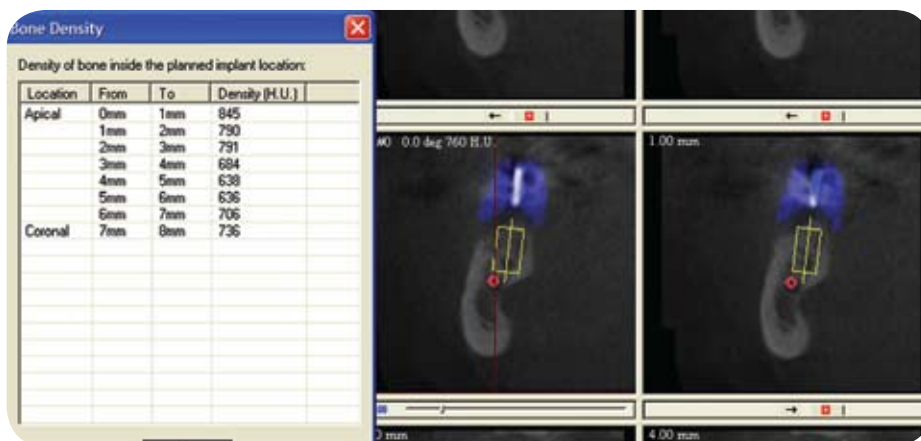 Bone Density
Density of bone inside the planned implant location:
Location From To Density (H.U.)
Apical 0mm 1mm 845
1mm 2mm 790
2mm 3mm 791
3mm 4mm 684
4mm 5mm 638
5mm 6mm 636
6mm 7mm 706
Coronal 7mm 8mm 736
0.0 deg 760 H.U.
1.00 mm
mm
4.00 mm